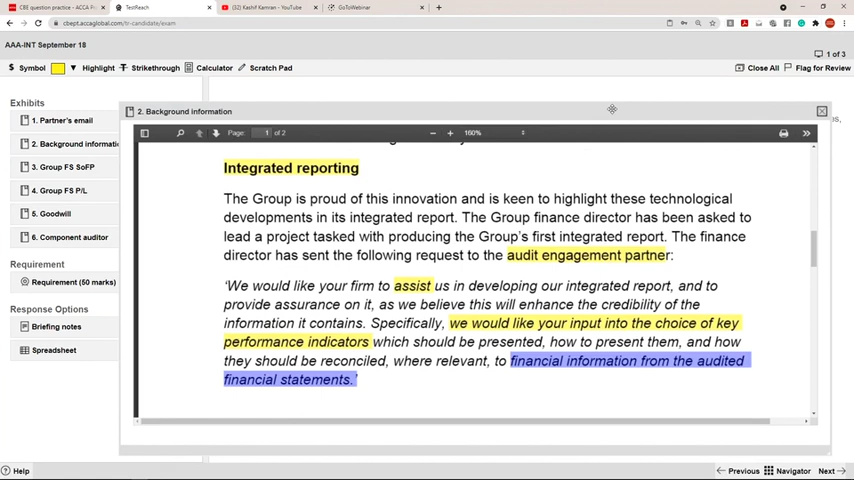 CBE question practice - ACCA P
TestReach
(32) Kashif Kamran - YouTube
GoToWebinar
cbept.accaglobal.com/tr-candidate/exam
AAA-INT September 18
1 of 3
$ Symbol
Highlight
Strikethrough
Calculator
Scratch Pad
Close All
Flag for Review
Exhibits
1. Partner's email
2. Background informati
3. Group FS SoFP
4. Group FS P/L
5. Goodwill
6. Component auditor
Requirement
Requirement (50 marks)
Response Options
Briefing notes
Spreadsheet
2. Background information
Page: 1 of 2
160%
Integrated reporting
The Group is proud of this innovation and is keen to highlight these technological
developments in its integrated report. The Group finance director has been asked to
lead a project tasked with producing the Group's first integrated report. The finance
director has sent the following request to the audit engagement partner:
'We would like your firm to assist us in developing our integrated report, and to
provide assurance on it, as we believe this will enhance the credibility of the
information it contains. Specifically, we would like your input into the choice of key
performance indicators which should be presented, how to present them, and how
they should be reconciled, where relevant, to financial information from the audited
financial statements.'
Help
Previous
Navigator
Next